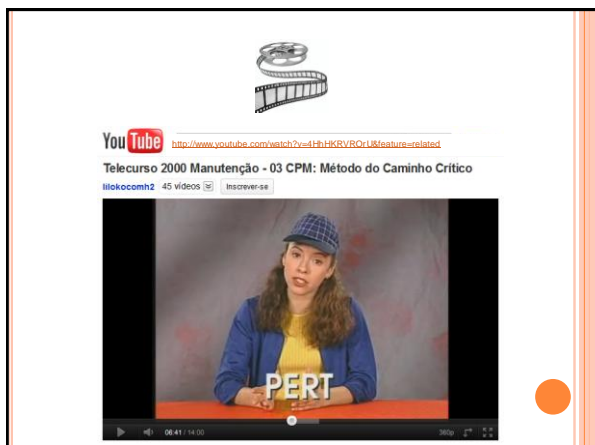 YouTube
http://www.youtube.com/watch?v=4HhHKRVROrU&feature=related
Telecurso 2000 Manutenção - 03 CPM: Método do Caminho Crítico
lilokocomh2 45 vídeos Inscrever-se
PERT
06:41 / 14:00 360p